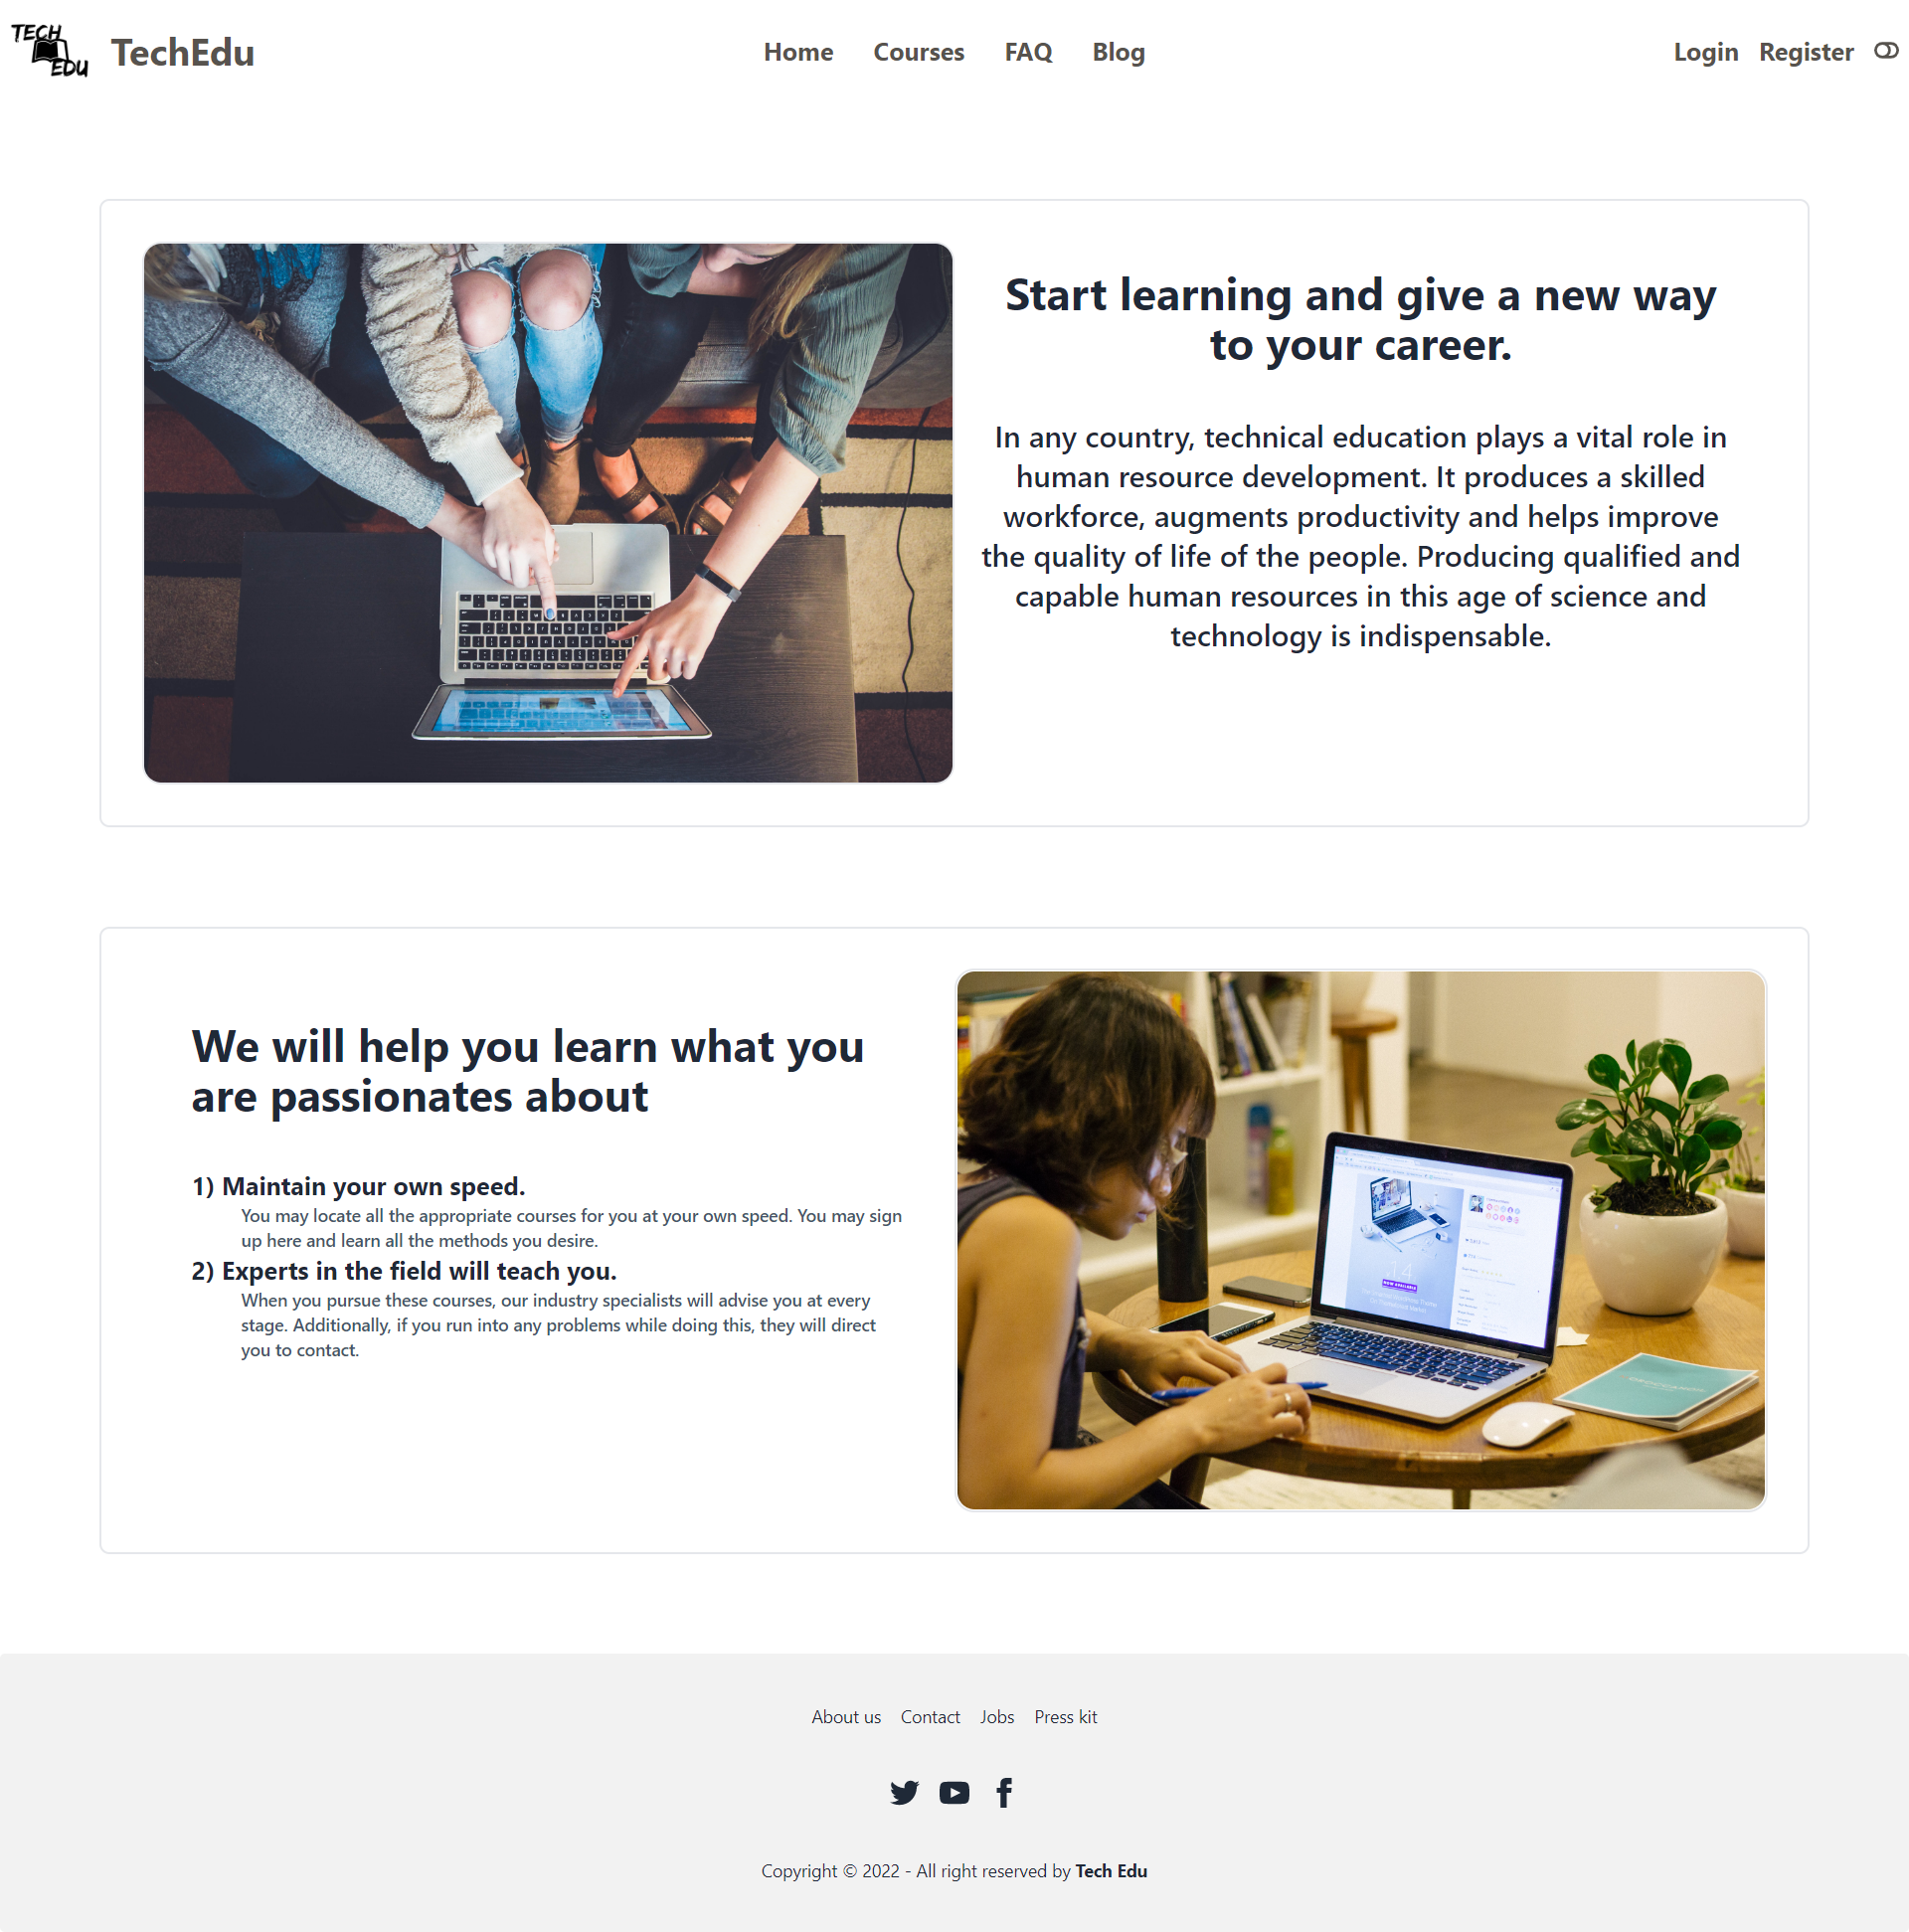 TECH
EDU
TechEdu
Home Courses FAQ Blog
Login Register
Start learning and give a new way
to your career.
In any country, technical education plays a vital role in
human resource development. It produces a skilled
workforce, augments productivity and helps improve
the quality of life of the people. Producing qualified and
capable human resources in this age of science and
technology is indispensable.
We will help you learn what you
are passionates about
1) Maintain your own speed.
You may locate all the appropriate courses for you at your own speed. You may sign
up here and learn all the methods you desire.
2) Experts in the field will teach you.
When you pursue these courses, our industry specialists will advise you at every
stage. Additionally, if you run into any problems while doing this, they will direct
you to contact.
14
NOW AVAILABLE
About us Contact Jobs Press kit
Copyright © 2022 - All right reserved by Tech Edu